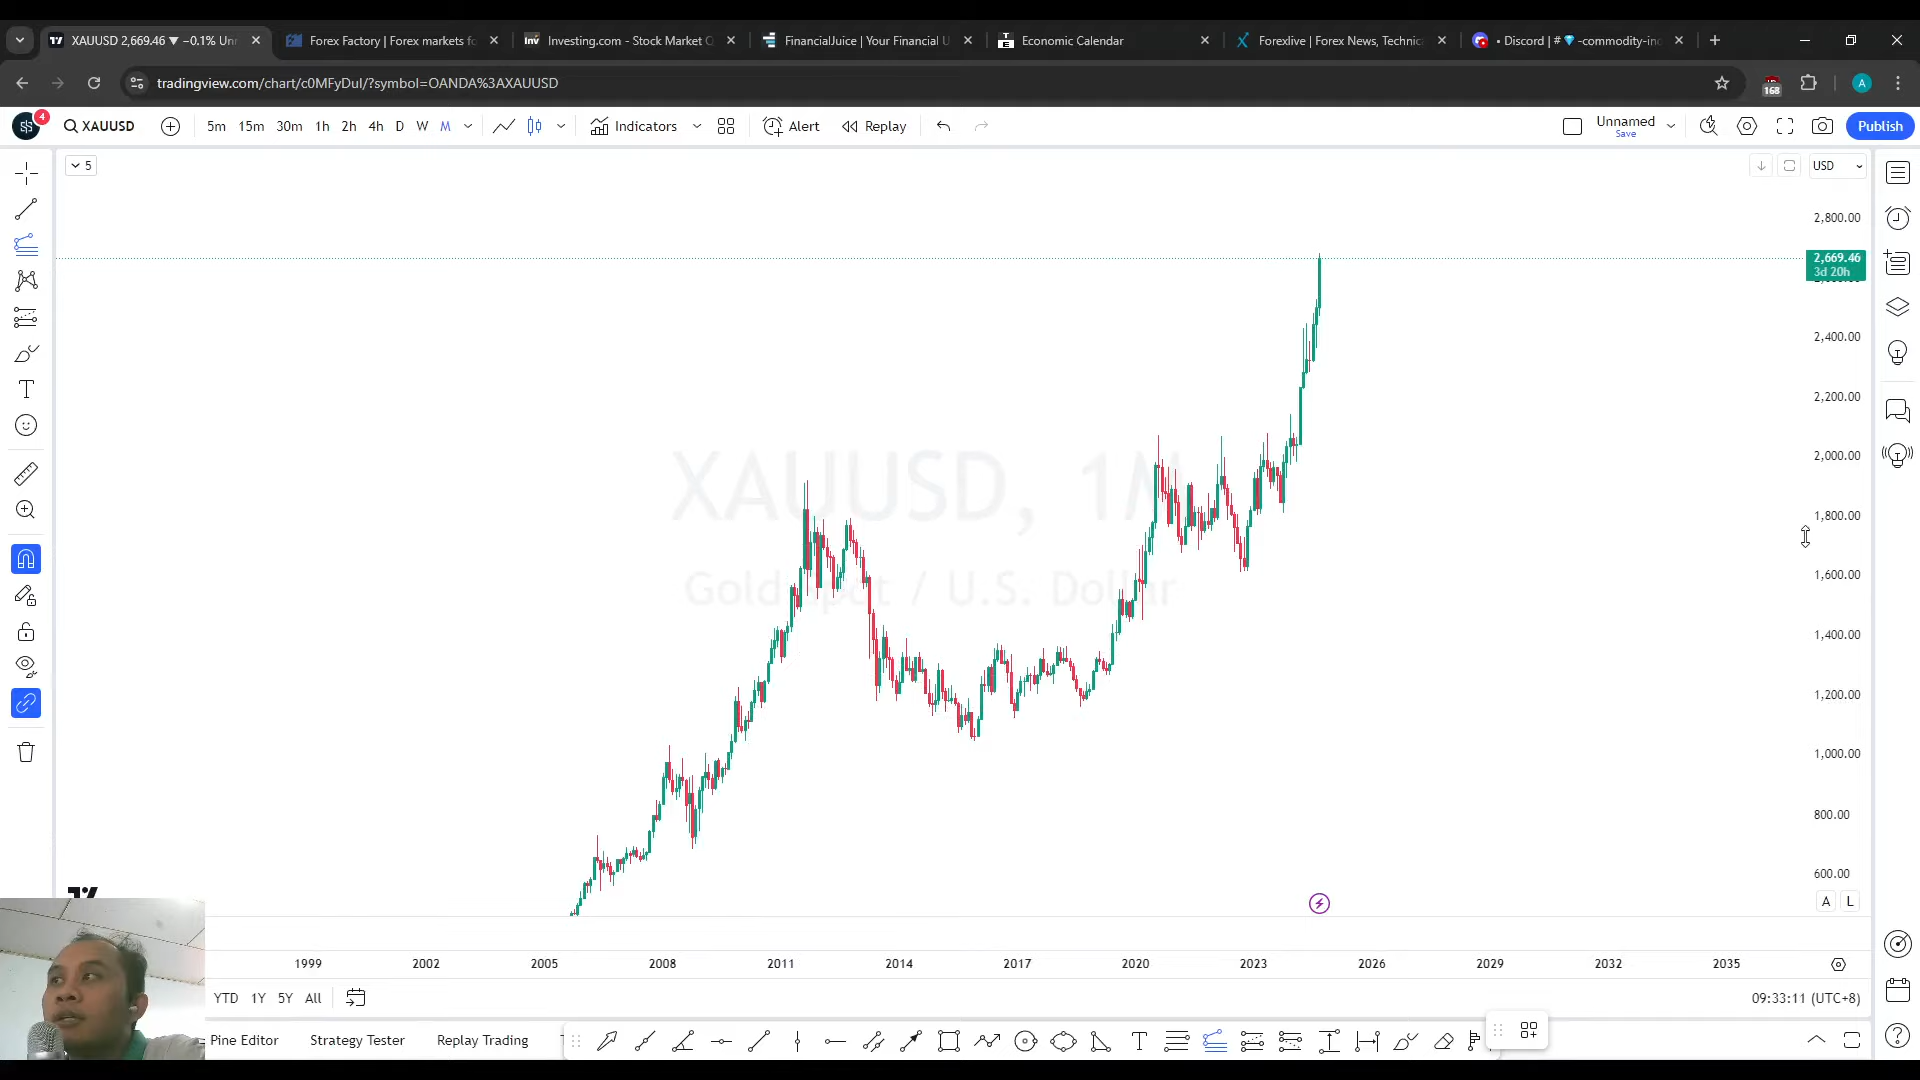 XAUUSD 2,669.46 ▼ −0.1% Un
Forex Factory | Forex markets fo
Investing.com - Stock Market Q
FinancialJuice | Your Financial
Economic Calendar
Forexlive | Forex News, Technic
• Discord | # 💎-commodity-in
tradingview.com/chart/c0MFyDuI/?symbol=OANDA%3AXAUUSD
168
A
4
XAUUSD
5m 15m 30m 1h 2h 4h D W M
Indicators
Alert
Replay
Unnamed
Save
Publish
5
USD
2,800.00
2,669.46
3d 20h
2,400.00
2,200.00
2,000.00
1,800.00
1,600.00
1,400.00
1,200.00
1,000.00
800.00
600.00
XAUUSD, 1M
Gold Spot / U.S. Dollar
A L
1999 2002 2005 2008 2011 2014 2017 2020 2023 2026 2029 2032 2035
YTD 1Y 5Y All
09:33:11 (UTC+8)
Pine Editor Strategy Tester Replay Trading